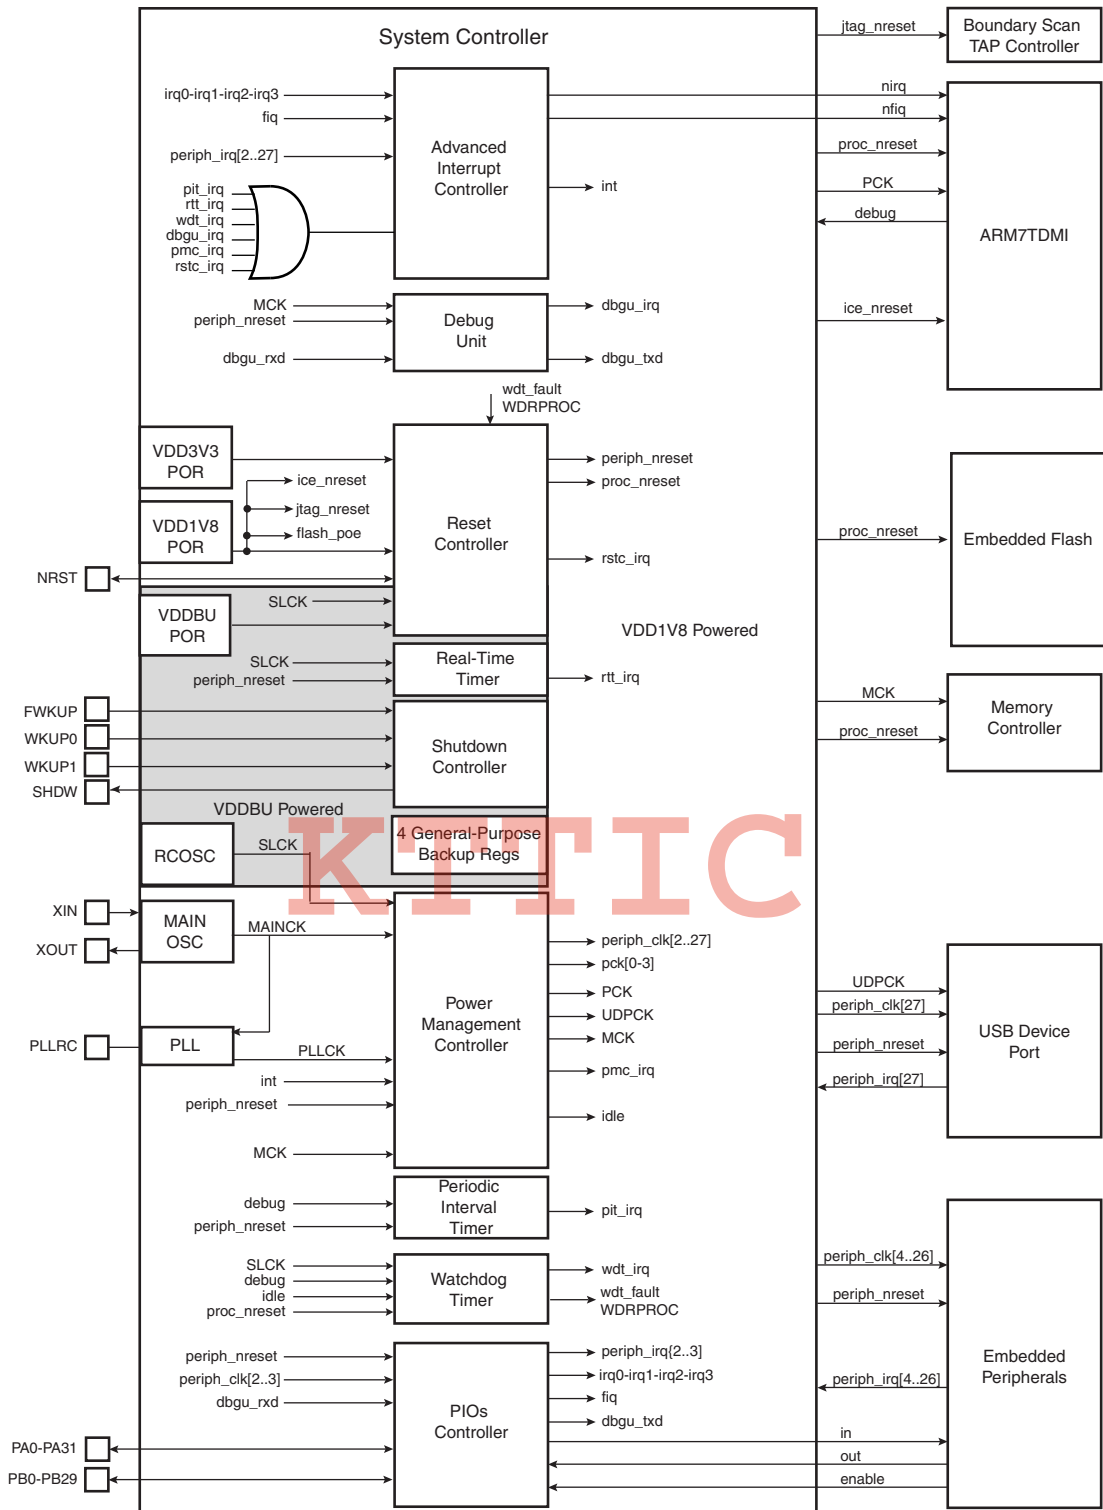 System Controller
jtag_nreset
Boundary Scan
TAP Controller
irq0-irq1-irq2-irq3
fiq
periph_irq[2..27]
pit_irq
rtt_irq
wdt_irq
dbgu_irq
pmc_irq
rstc_irq
Advanced
Interrupt
Controller
int
nirq
nfiq
proc_nreset
PCK
debug
ice_nreset
ARM7TDMI
MCK
periph_nreset
dbgu_rxd
Debug
Unit
dbgu_irq
dbgu_txd
wdt_fault
WDRPROC
VDD3V3
POR
VDD1V8
POR
ice_nreset
jtag_nreset
flash_poe
Reset
Controller
periph_nreset
proc_nreset
rstc_irq
proc_nreset
Embedded Flash
NRST
VDDBU
POR
SLCK
VDD1V8 Powered
SLCK
periph_nreset
Real-Time
Timer
rtt_irq
FWKUP
WKUP0
WKUP1
SHDW
Shutdown
Controller
VDDBU Powered
MCK
proc_nreset
Memory
Controller
RCOSC
SLCK
4 General-Purpose
Backup Regs
KTTIC
XIN
XOUT
MAIN
OSC
MAINCK
PLLRC
PLL
PLLCK
int
periph_nreset
MCK
Power
Management
Controller
periph_clk[2..27]
pck[0-3]
PCK
UDPCK
MCK
pmc_irq
idle
UDPCK
periph_clk[27]
periph_nreset
periph_irq[27]
USB Device
Port
debug
periph_nreset
Periodic
Interval
Timer
pit_irq
SLCK
debug
idle
proc_nreset
Watchdog
Timer
wdt_irq
wdt_fault
WDRPROC
periph_clk[4..26]
periph_nreset
periph_irq[4..26]
in
out
enable
Embedded
Peripherals
periph_nreset
periph_clk[2..3]
dbgu_rxd
PIOs
Controller
periph_irq{2..3]
irq0-irq1-irq2-irq3
fiq
dbgu_txd
PA0-PA31
PB0-PB29